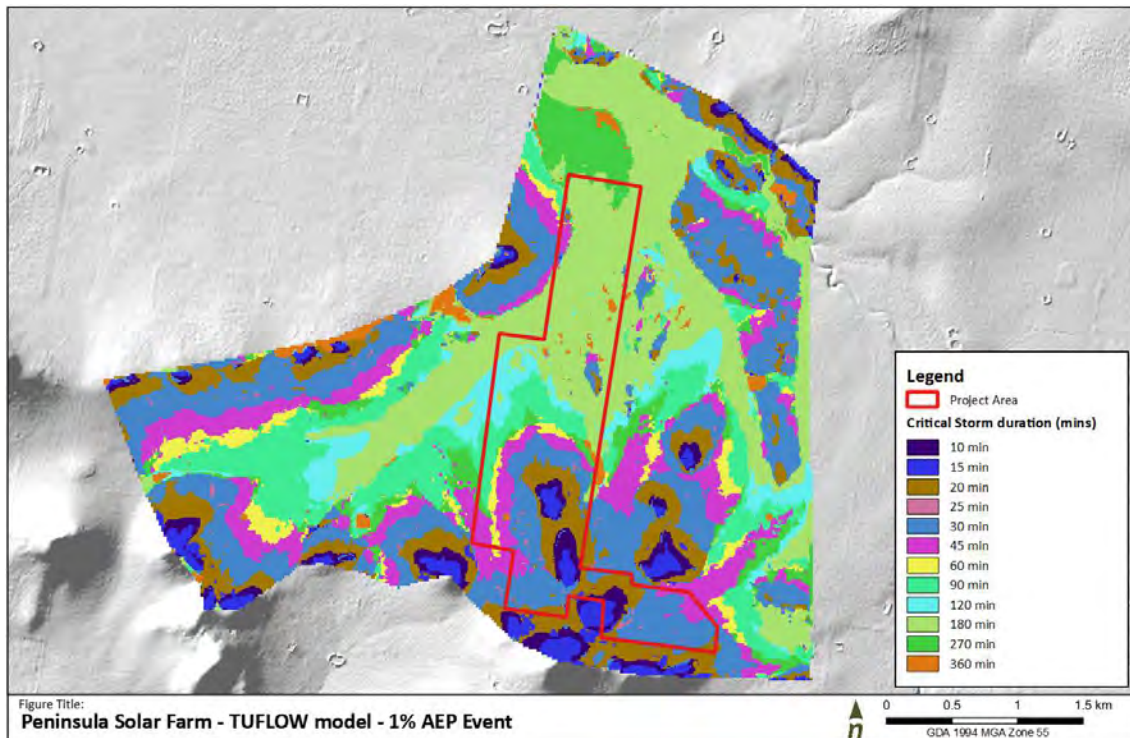 Legend
Project Area
Critical Storm duration (mins)
10 min
15 min
20 min
25 min
30 min
45 min
60 min
90 min
120 min
180 min
270 min
360 min
Figure Title:
Peninsula Solar Farm - TUFLOW model - 1% AEP Event
n
0 0.5 1 1.5 km
GDA 1994 MGA Zone 55